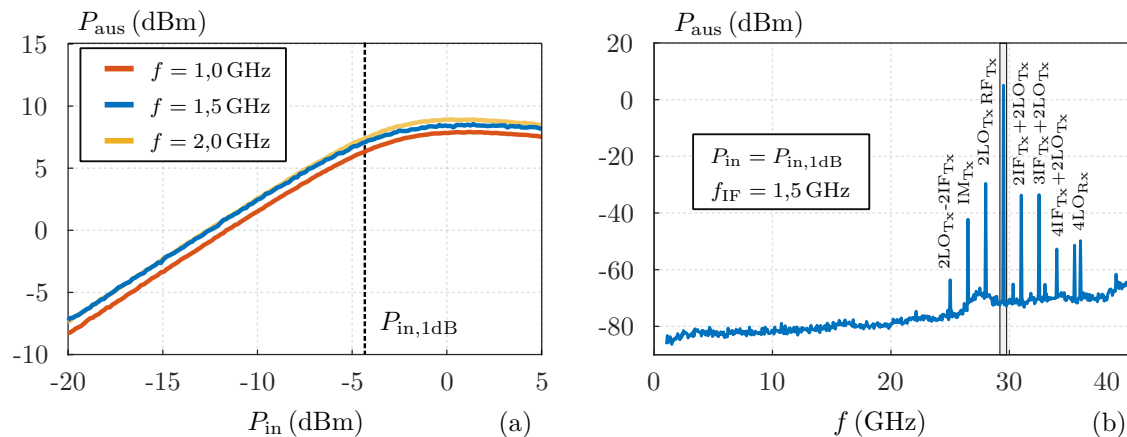 P_aus (dBm)
15
10
5
0
-5
-10
-20
-15
-10
-5
0
5
f = 1,0 GHz
f = 1,5 GHz
f = 2,0 GHz
P_in,1dB
P_in (dBm)
(a)
P_aus (dBm)
20
0
-20
-40
-60
-80
0
10
20
30
40
P_in = P_in,1dB
f_IF = 1,5 GHz
2LO_Tx-2IF_Tx
IM_Tx
2LO_Tx
RF_Tx
2IF_Tx+2LO_Tx
3IF_Tx+2LO_Tx
4IF_Tx+2LO_Tx
4LO_Rx
f (GHz)
(b)